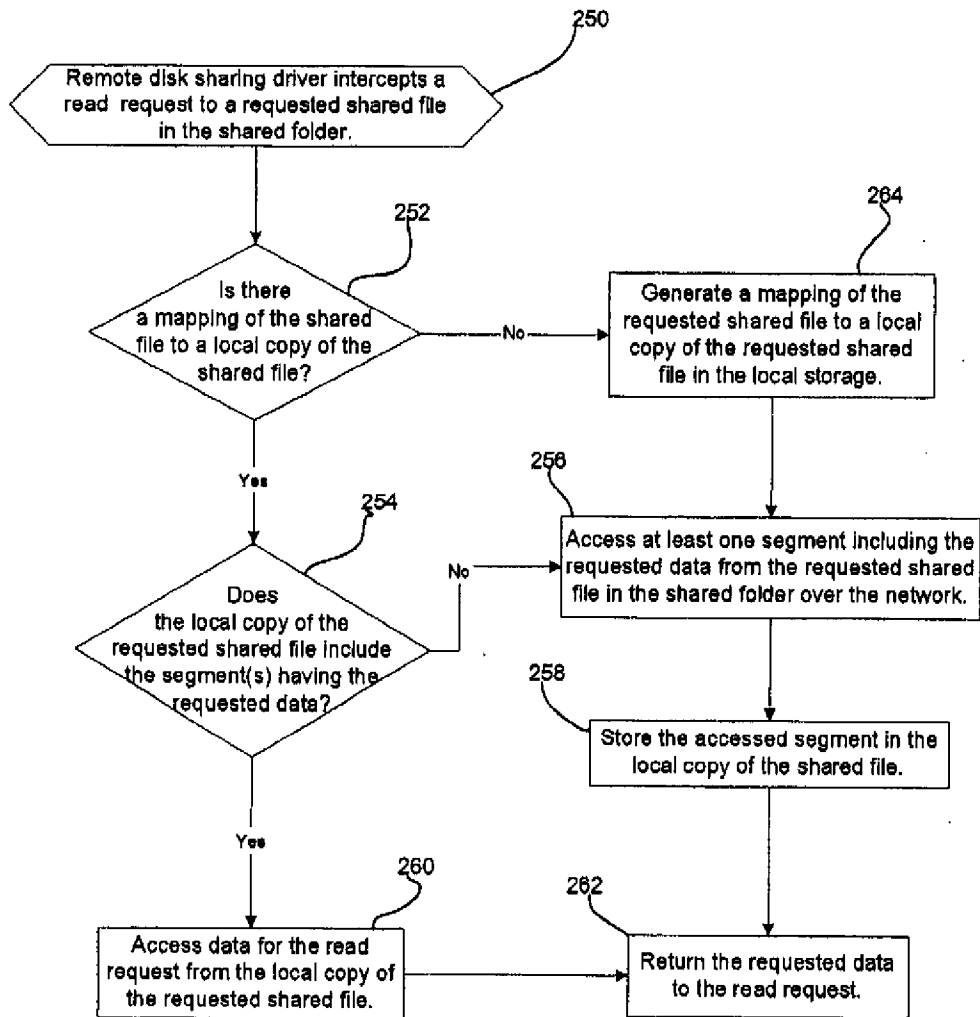 250
Remote disk sharing driver intercepts a
read request to a requested shared file
in the shared folder.
252
Is there
a mapping of the shared
file to a local copy of the
shared file?
No
264
Generate a mapping of the
requested shared file to a local
copy of the requested shared
file in the local storage.
Yes
254
Does
the local copy of the
requested shared file include
the segment(s) having the
requested data?
No
256
Access at least one segment including the
requested data from the requested shared
file in the shared folder over the network.
258
Store the accessed segment in the
local copy of the shared file.
Yes
260
Access data for the read
request from the local copy of
the requested shared file.
262
Return the requested data
to the read request.